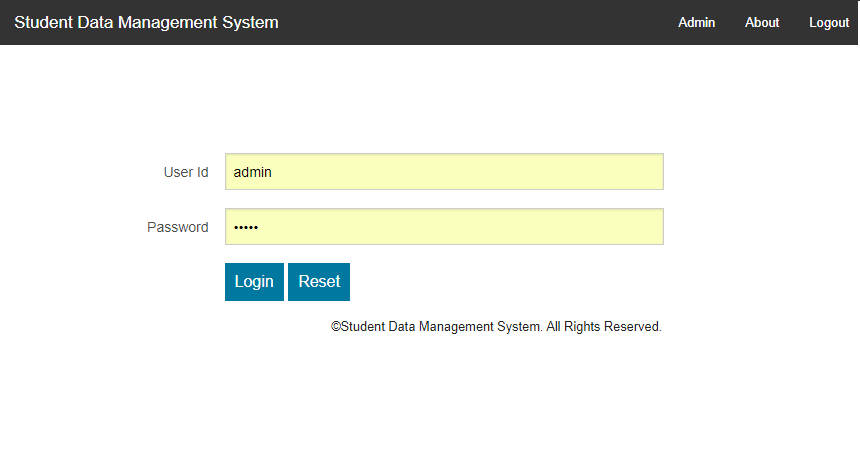 Student Data Management System Admin About Logout
User Id admin
Password •••••
Login Reset
©Student Data Management System. All Rights Reserved.